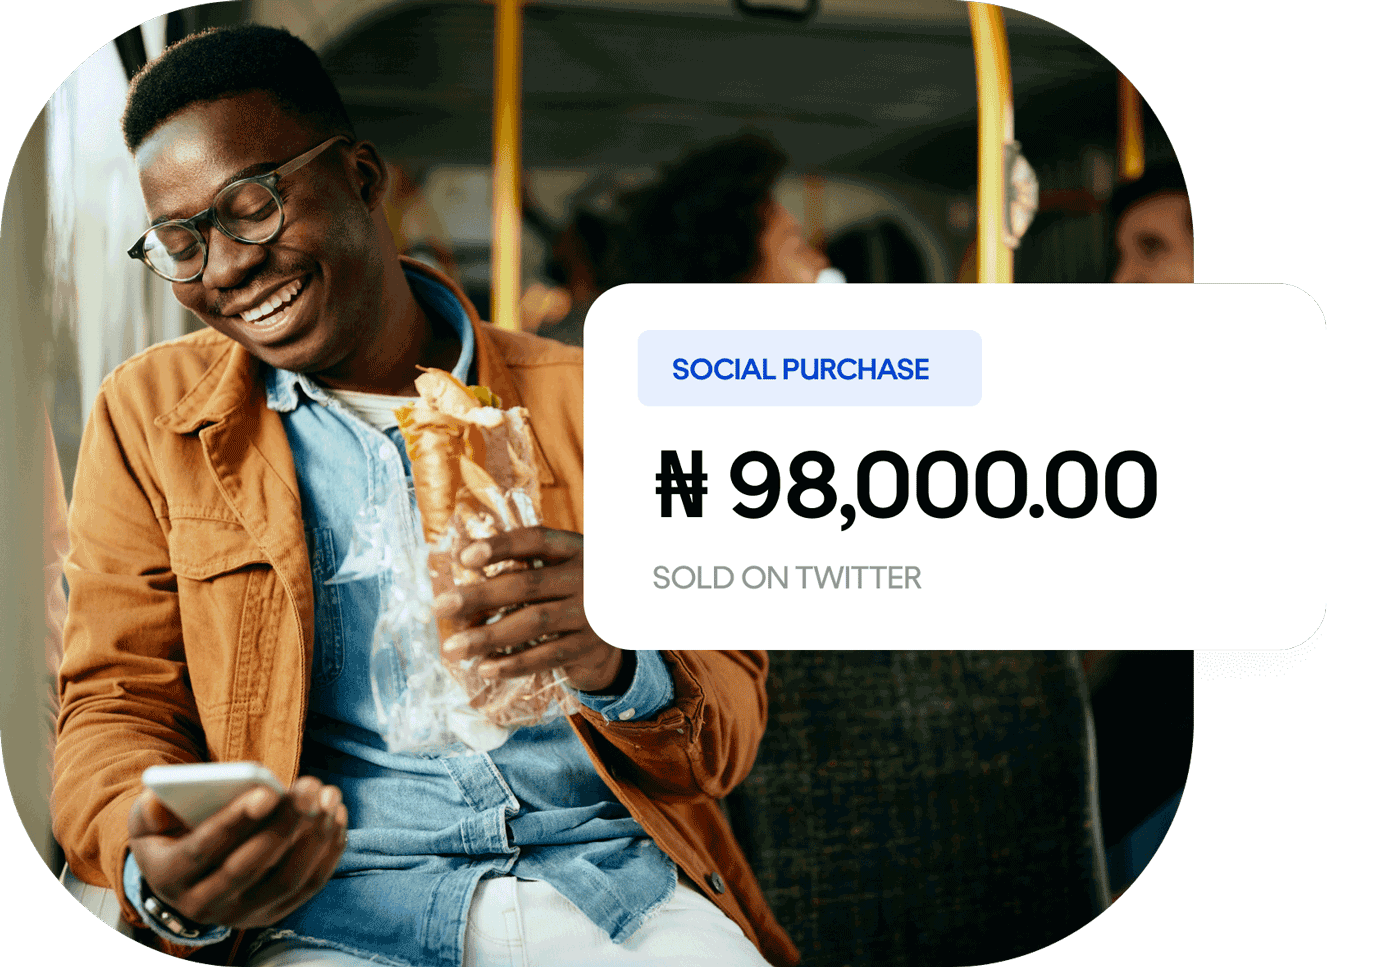 SOCIAL PURCHASE
₦ 98,000.00
SOLD ON TWITTER